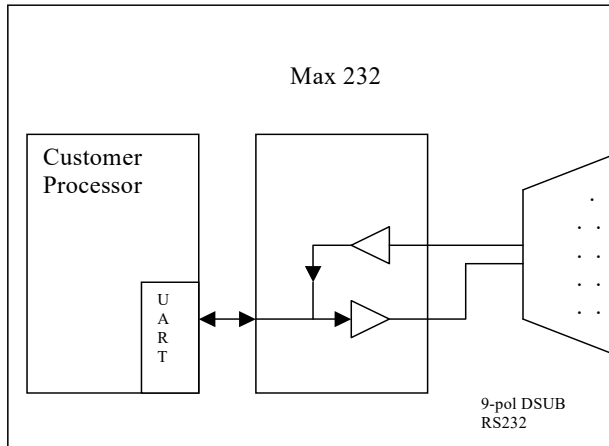 Max 232
Customer
Processor
U
A
R
T
9-pol DSUB
RS232